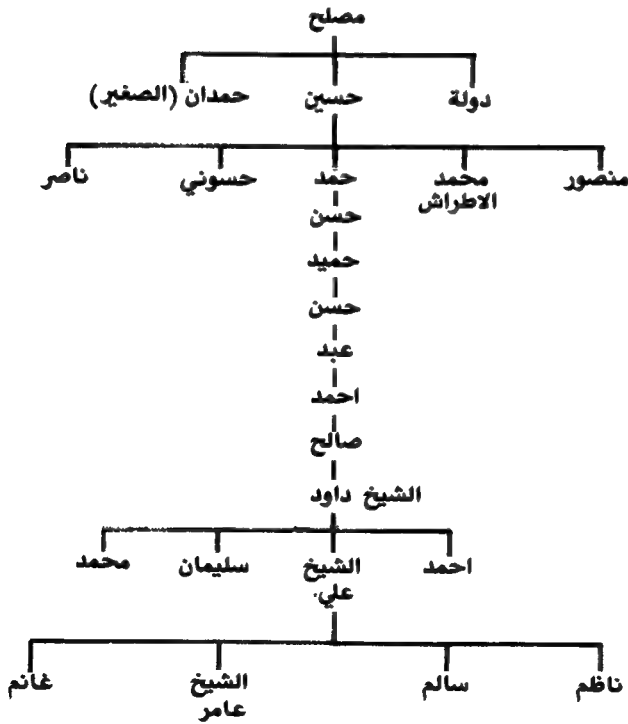 مصلح
دولة حسين حمدان (الصغير)
منصور محمد الاطراش حمد حسوني ناصر
حسن
حميد
حسن
عبد
احمد
صالح
الشيخ داود
احمد الشيخ علي سليمان محمد
ناظم سالم الشيخ عامر غانم